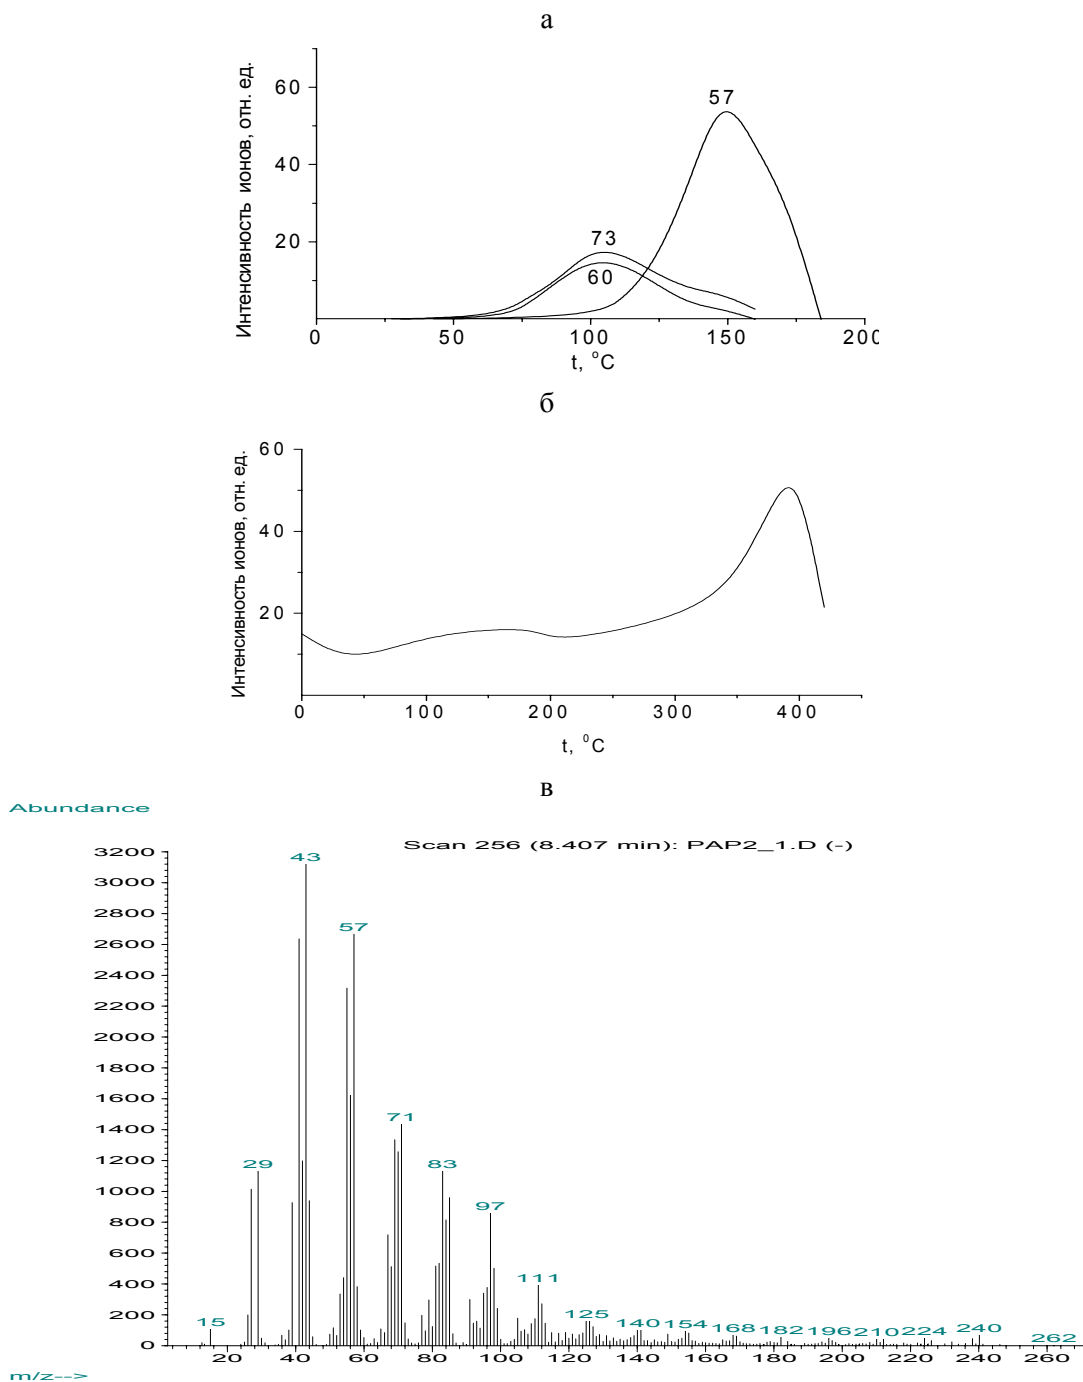 а
Интенсивность ионов, отн. ед.
60
40
20
57
73
60
0 50 100 150 200
t, °C
б
Интенсивность ионов, отн. ед.
60
40
20
0 100 200 300 400
t, °C
в
Abundance
Scan 256 (8.407 min): PAP2_1.D (-)
3200
3000
2800
2600
2400
2200
2000
1800
1600
1400
1200
1000
800
600
400
200
0
43
57
71
29
83
97
111
15 125 140 154 168 182 196 210 224 240 262
20 40 60 80 100 120 140 160 180 200 220 240 260
m/z-->